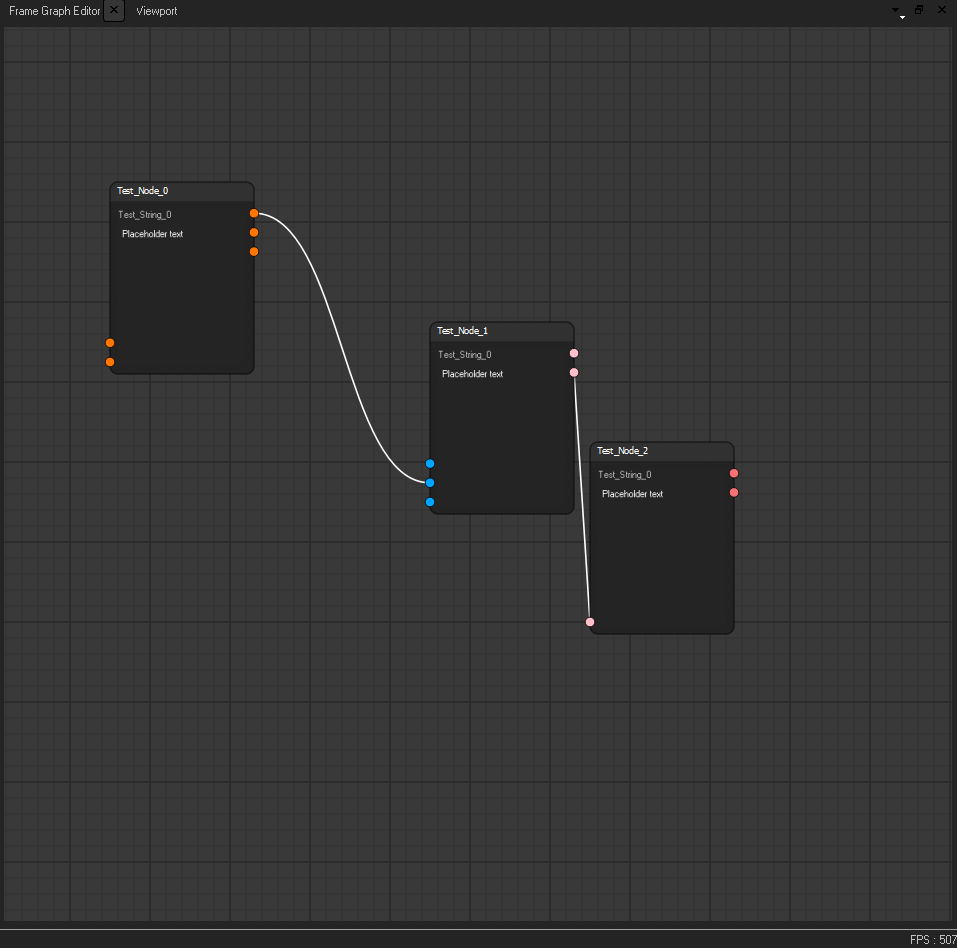 Frame Graph Editor
Viewport
Test_Node_0
Test_String_0
Placeholder text
Test_Node_1
Test_String_0
Placeholder text
Test_Node_2
Test_String_0
Placeholder text
FPS : 507